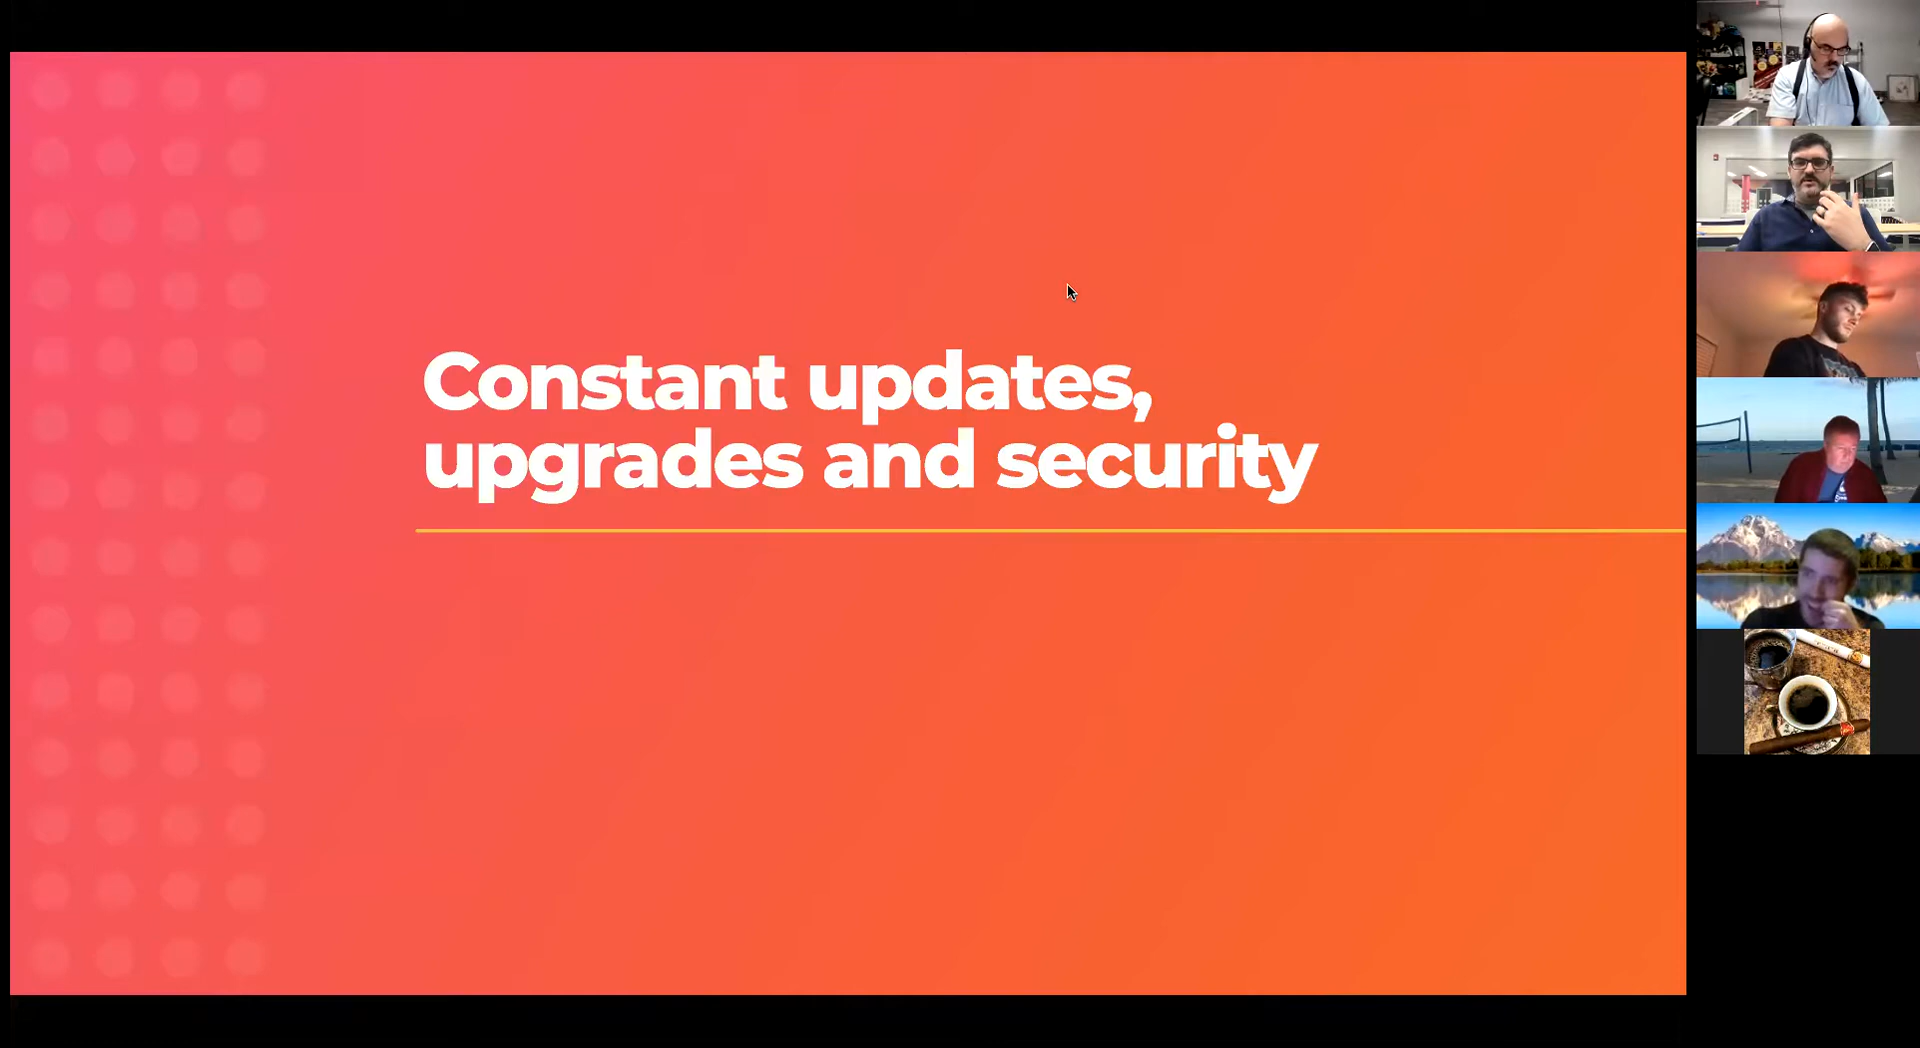 Constant updates,
upgrades and security